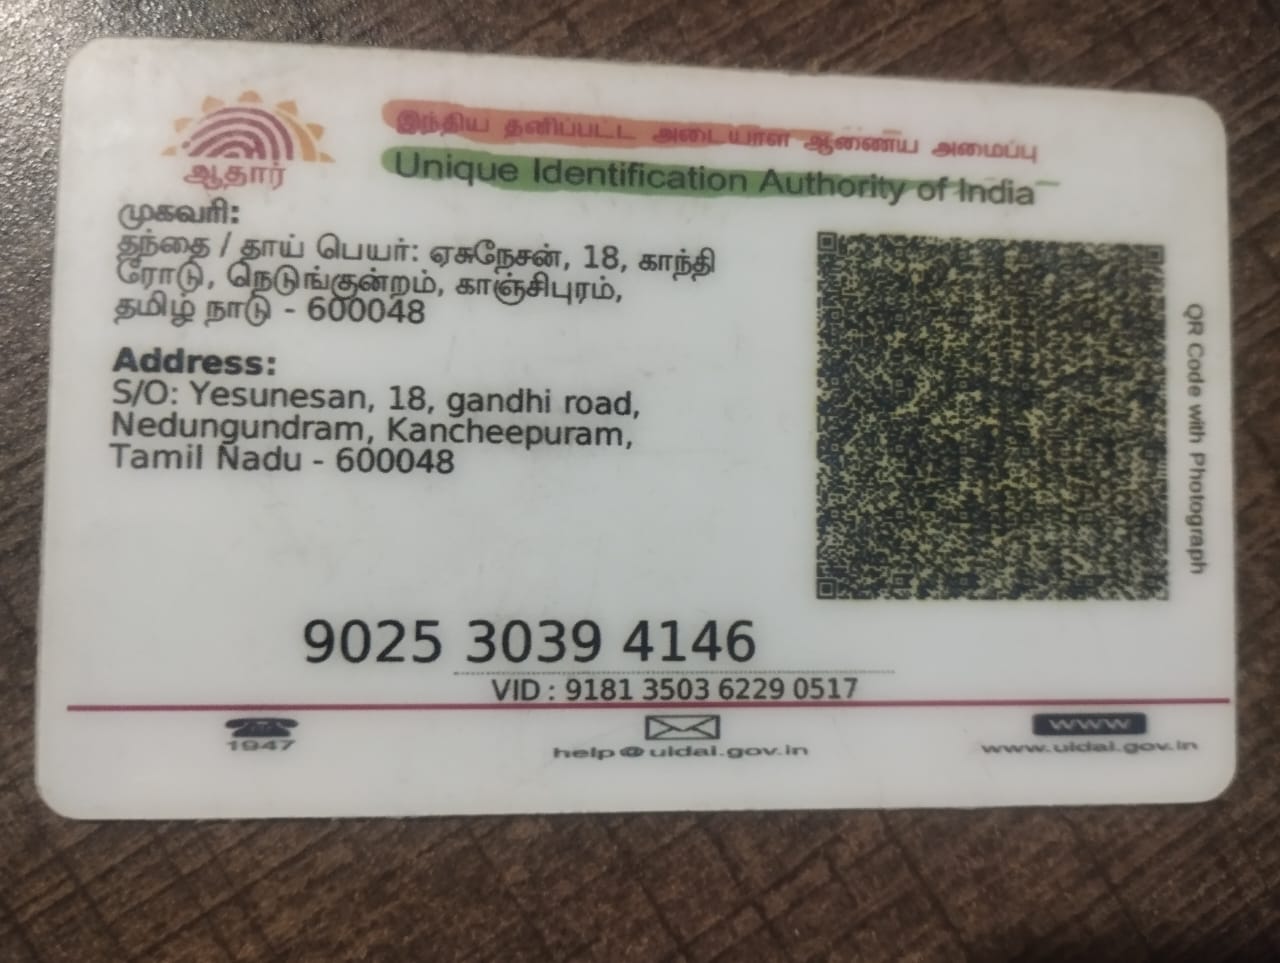 ஆதார்
இந்திய தனிப்பட்ட அடையாள ஆணைய அமைப்பு
Unique Identification Authority of India
முகவரி:
தந்தை / தாய் பெயர்: ஏசுநேசன், 18, காந்தி
ரோடு, நெடுங்குன்றம், காஞ்சிபுரம்,
தமிழ் நாடு - 600048
Address:
S/O: Yesunesan, 18, gandhi road,
Nedungundram, Kancheepuram,
Tamil Nadu - 600048
QR Code with Photograph
9025 3039 4146
VID : 9181 3503 6229 0517
1947
help@uidai.gov.in
www
www.uidai.gov.in